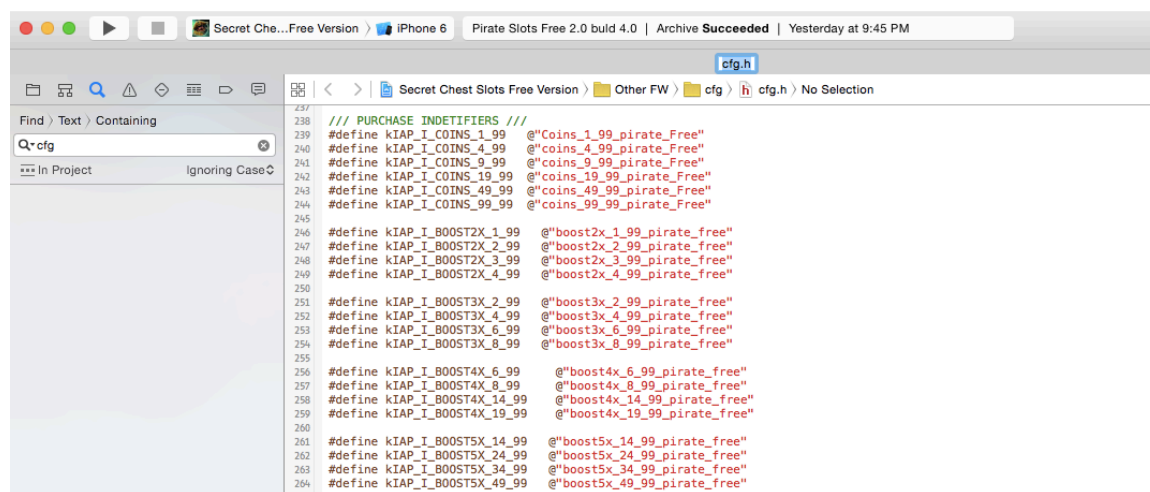 Secret Che...Free Version 〉 iPhone 6
Pirate Slots Free 2.0 buld 4.0 | Archive Succeeded | Yesterday at 9:45 PM
cfg.h
Secret Chest Slots Free Version 〉 Other FW 〉 cfg 〉 h cfg.h 〉 No Selection
Find 〉 Text 〉 Containing
cfg
In Project Ignoring Case
237
238 /// PURCHASE INDETIFIERS ///
239 #define kIAP_I_COINS_1_99 @"Coins_1_99_pirate_Free"
240 #define kIAP_I_COINS_4_99 @"coins_4_99_pirate_Free"
241 #define kIAP_I_COINS_9_99 @"coins_9_99_pirate_Free"
242 #define kIAP_I_COINS_19_99 @"coins_19_99_pirate_Free"
243 #define kIAP_I_COINS_49_99 @"coins_49_99_pirate_Free"
244 #define kIAP_I_COINS_99_99 @"coins_99_99_pirate_Free"
245
246 #define kIAP_I_BOOST2X_1_99 @"boost2x_1_99_pirate_free"
247 #define kIAP_I_BOOST2X_2_99 @"boost2x_2_99_pirate_free"
248 #define kIAP_I_BOOST2X_3_99 @"boost2x_3_99_pirate_free"
249 #define kIAP_I_BOOST2X_4_99 @"boost2x_4_99_pirate_free"
250
251 #define kIAP_I_BOOST3X_2_99 @"boost3x_2_99_pirate_free"
252 #define kIAP_I_BOOST3X_4_99 @"boost3x_4_99_pirate_free"
253 #define kIAP_I_BOOST3X_6_99 @"boost3x_6_99_pirate_free"
254 #define kIAP_I_BOOST3X_8_99 @"boost3x_8_99_pirate_free"
255
256 #define kIAP_I_BOOST4X_6_99 @"boost4x_6_99_pirate_free"
257 #define kIAP_I_BOOST4X_8_99 @"boost4x_8_99_pirate_free"
258 #define kIAP_I_BOOST4X_14_99 @"boost4x_14_99_pirate_free"
259 #define kIAP_I_BOOST4X_19_99 @"boost4x_19_99_pirate_free"
260
261 #define kIAP_I_BOOST5X_14_99 @"boost5x_14_99_pirate_free"
262 #define kIAP_I_BOOST5X_24_99 @"boost5x_24_99_pirate_free"
263 #define kIAP_I_BOOST5X_34_99 @"boost5x_34_99_pirate_free"
264 #define kIAP_I_BOOST5X_49_99 @"boost5x_49_99_pirate_free"